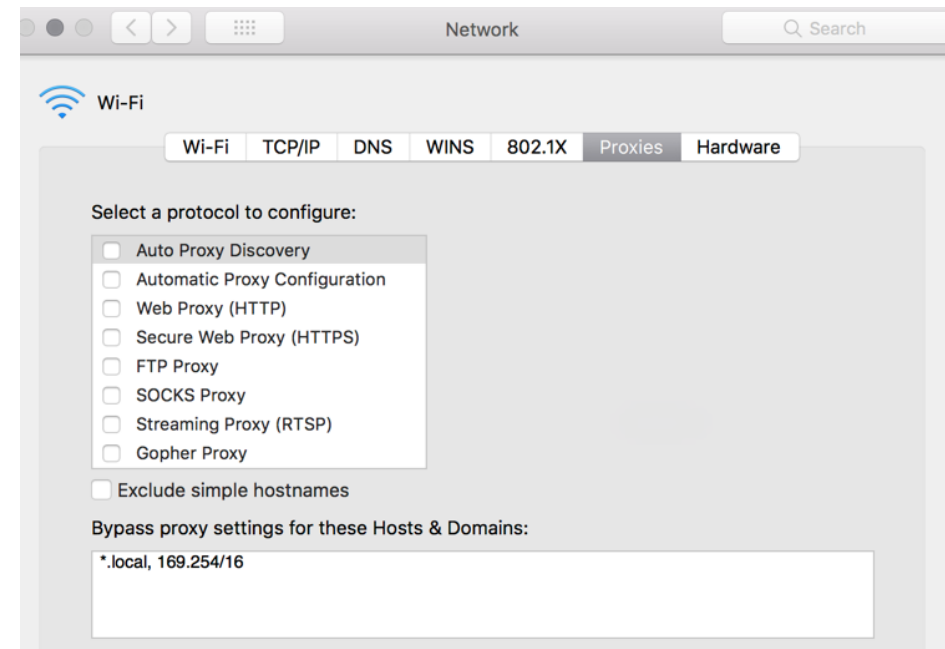 Network
Search
Wi-Fi
Wi-Fi TCP/IP DNS WINS 802.1X Proxies Hardware
Select a protocol to configure:
Auto Proxy Discovery
Automatic Proxy Configuration
Web Proxy (HTTP)
Secure Web Proxy (HTTPS)
FTP Proxy
SOCKS Proxy
Streaming Proxy (RTSP)
Gopher Proxy
Exclude simple hostnames
Bypass proxy settings for these Hosts & Domains:
*.local, 169.254/16